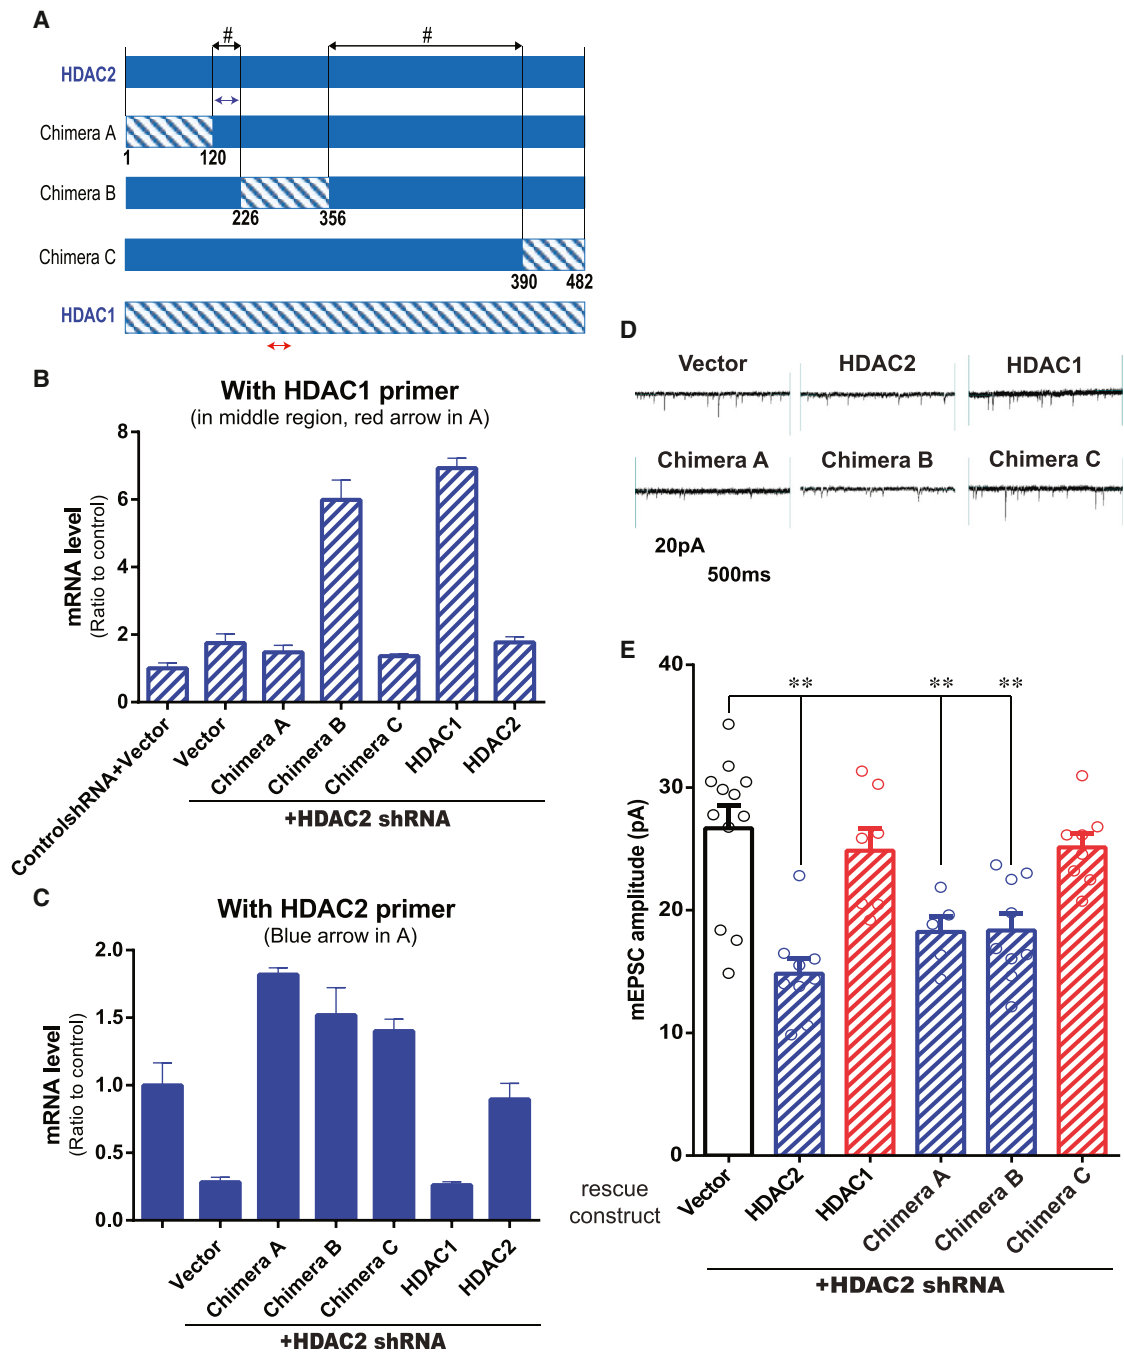 A
#
#
HDAC2
Chimera A
1
120
Chimera B
226
356
Chimera C
390
482
HDAC1
B
With HDAC1 primer
(in middle region, red arrow in A)
mRNA level
(Ratio to control)
8
6
4
2
0
ControlshRNA+Vector
Vector
Chimera A
Chimera B
Chimera C
HDAC1
HDAC2
+HDAC2 shRNA
C
With HDAC2 primer
(Blue arrow in A)
mRNA level
(Ratio to control)
2.0
1.5
1.0
0.5
0.0
Vector
Chimera A
Chimera B
Chimera C
HDAC1
HDAC2
+HDAC2 shRNA
D
Vector
HDAC2
HDAC1
Chimera A
Chimera B
Chimera C
20pA
500ms
E
mEPSC amplitude (pA)
40
30
20
10
0
**
**
**
rescue
construct
Vector
HDAC2
HDAC1
Chimera A
Chimera B
Chimera C
+HDAC2 shRNA